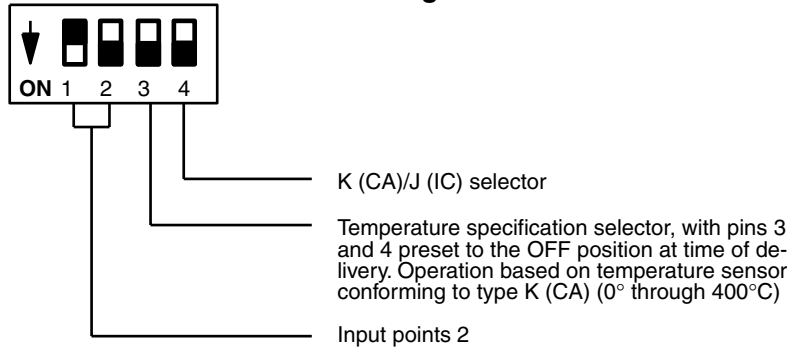 ON 1 2 3 4
K (CA)/J (IC) selector
Temperature specification selector, with pins 3
and 4 preset to the OFF position at time of de-
livery. Operation based on temperature sensor
conforming to type K (CA) (0° through 400°C)
Input points 2